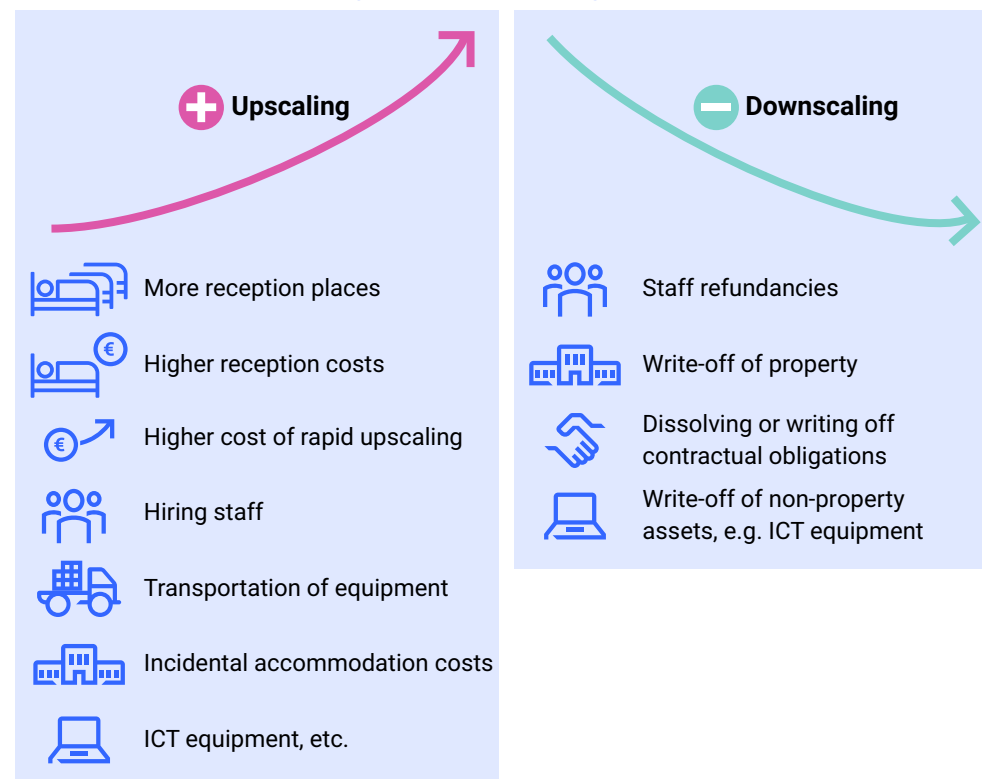 Upscaling
More reception places
€
Higher reception costs
€
Higher cost of rapid upscaling
Hiring staff
Transportation of equipment
Incidental accommodation costs
ICT equipment, etc.
Downscaling
Staff refundancies
Write-off of property
Dissolving or writing off
contractual obligations
Write-off of non-property
assets, e.g. ICT equipment